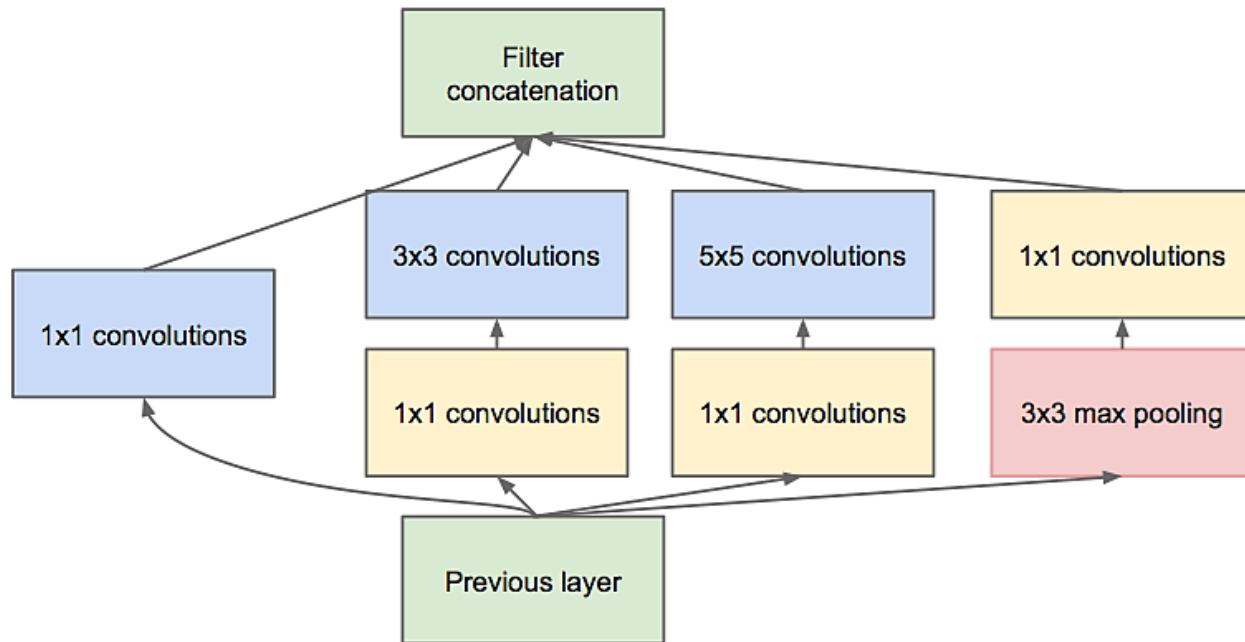 Filter
concatenation
3x3 convolutions
5x5 convolutions
1x1 convolutions
1x1 convolutions
1x1 convolutions
1x1 convolutions
3x3 max pooling
Previous layer